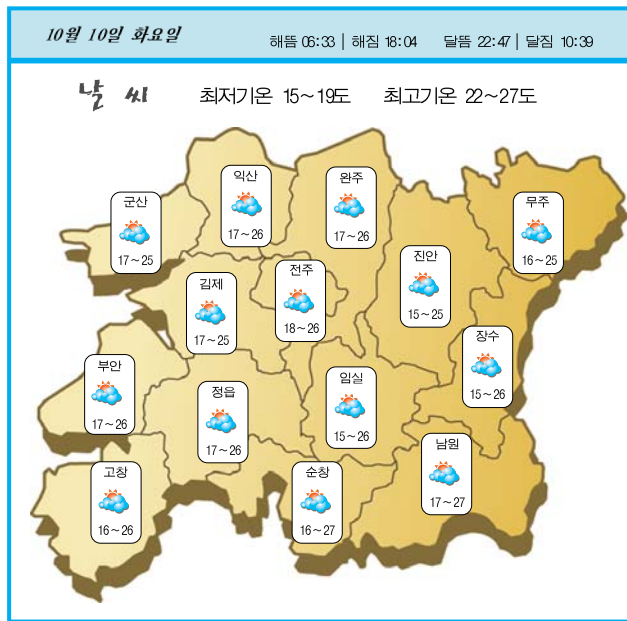 10월 10일 화요일
해뜸 06:33 | 해짐 18:04 달뜸 22:47 | 달짐 10:39
날 씨 최저기온 15~19도 최고기온 22~27도
익산
17~26
완주
17~26
군산
17~25
무주
16~25
진안
15~25
전주
18~26
김제
17~25
장수
15~26
부안
17~26
임실
15~26
정읍
17~26
남원
17~27
고창
16~26
순창
16~27